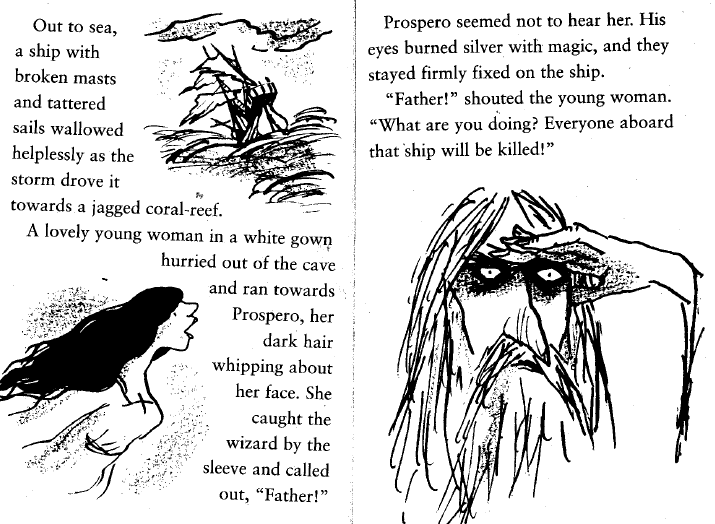 Out to sea,
a ship with
broken masts
and tattered
sails wallowed
helplessly as the
storm drove it
towards a jagged coral-reef.
A lovely young woman in a white gown
hurried out of the cave
and ran towards
Prospero, her
dark hair
whipping about
her face. She
caught the
wizard by the
sleeve and called
out, “Father!”
Prospero seemed not to hear her. His
eyes burned silver with magic, and they
stayed firmly fixed on the ship.
“Father!” shouted the young woman.
“What are you doing? Everyone aboard
that ship will be killed!”